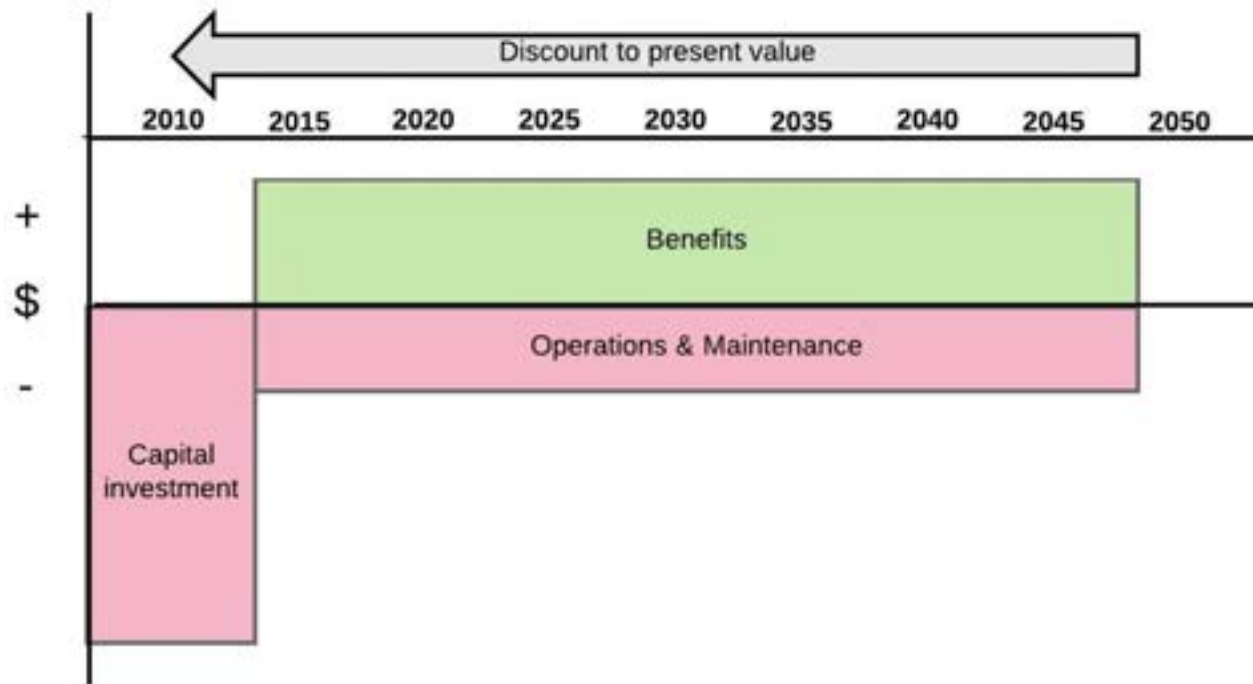 Discount to present value
2010 2015 2020 2025 2030 2035 2040 2045 2050
+
Benefits
$
Operations & Maintenance
-
Capital
investment